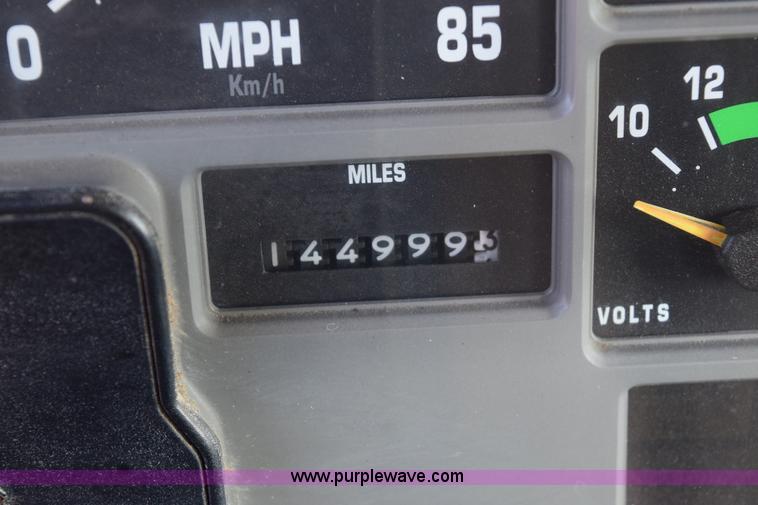 0 MPH 85
Km/h
MILES
144999
10 12
VOLTS
www.purplewave.com